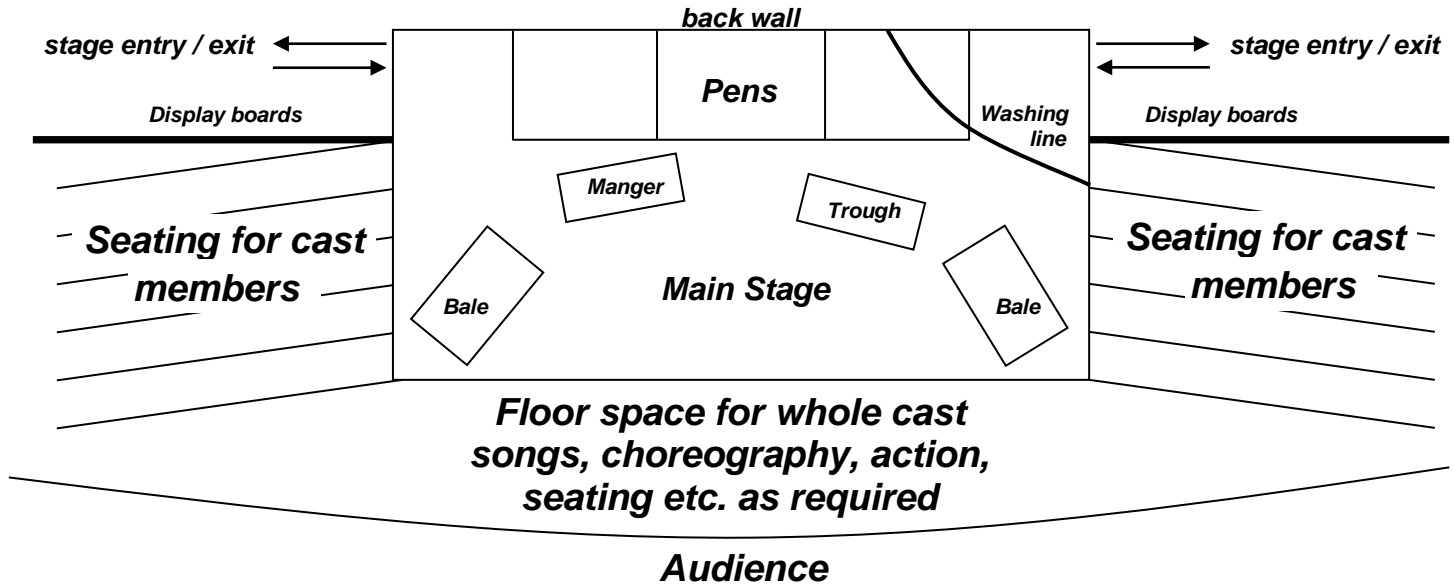 back wall
stage entry / exit
stage entry / exit
Pens
Display boards
Washing
line
Display boards
Manger
Trough
Seating for cast
members
Seating for cast
members
Main Stage
Bale
Bale
Floor space for whole cast
songs, choreography, action,
seating etc. as required
Audience